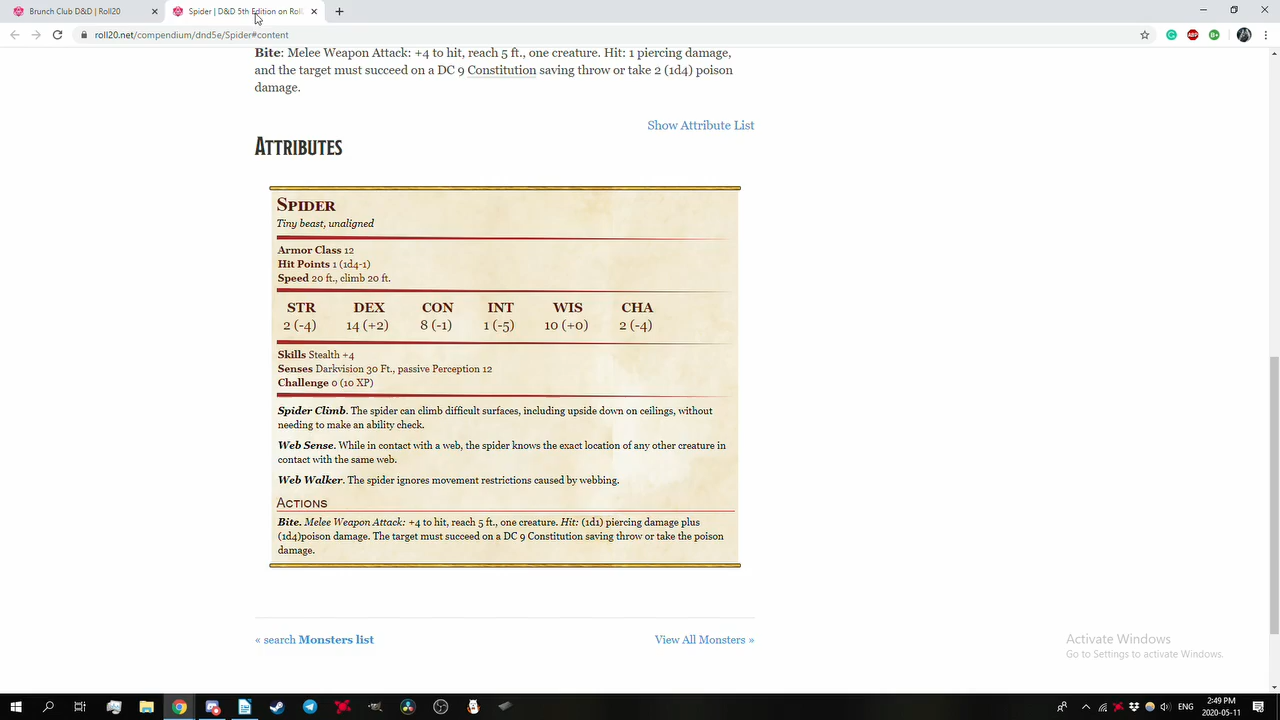 Brunch Club D&D | Roll20
Spider | D&D 5th Edition on Roll
roll20.net/compendium/dnd5e/Spider#content
Bite: Melee Weapon Attack: +4 to hit, reach 5 ft., one creature. Hit: 1 piercing damage,
and the target must succeed on a DC 9 Constitution saving throw or take 2 (1d4) poison
damage.
Show Attribute List
ATTRIBUTES
SPIDER
Tiny beast, unaligned
Armor Class 12
Hit Points 1 (1d4-1)
Speed 20 ft., climb 20 ft.
STR DEX CON INT WIS CHA
2 (-4) 14 (+2) 8 (-1) 1 (-5) 10 (+0) 2 (-4)
Skills Stealth +4
Senses Darkvision 30 Ft., passive Perception 12
Challenge 0 (10 XP)
Spider Climb. The spider can climb difficult surfaces, including upside down on ceilings, without
needing to make an ability check.
Web Sense. While in contact with a web, the spider knows the exact location of any other creature in
contact with the same web.
Web Walker. The spider ignores movement restrictions caused by webbing.
ACTIONS
Bite. Melee Weapon Attack: +4 to hit, reach 5 ft., one creature. Hit: (1d1) piercing damage plus
(1d4)poison damage. The target must succeed on a DC 9 Constitution saving throw or take the poison
damage.
« search Monsters list
View All Monsters »
Activate Windows
Go to Settings to activate Windows.
2:49 PM
2020-05-11